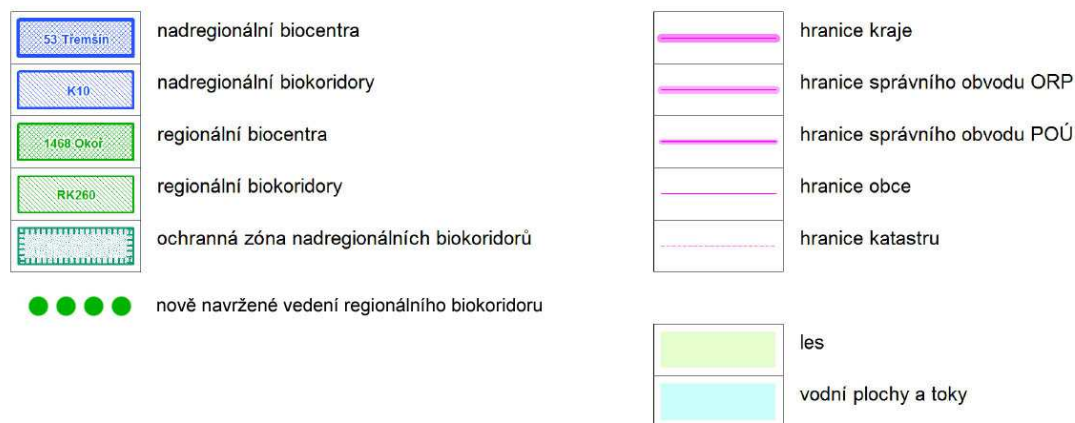 53 Třemšín
nadregionální biocentra
K10
nadregionální biokoridory
1468 Okoř
regionální biocentra
RK260
regionální biokoridory
ochranná zóna nadregionálních biokoridorů
nově navržené vedení regionálního biokoridoru
hranice kraje
hranice správního obvodu ORP
hranice správního obvodu POÚ
hranice obce
hranice katastru
les
vodní plochy a toky